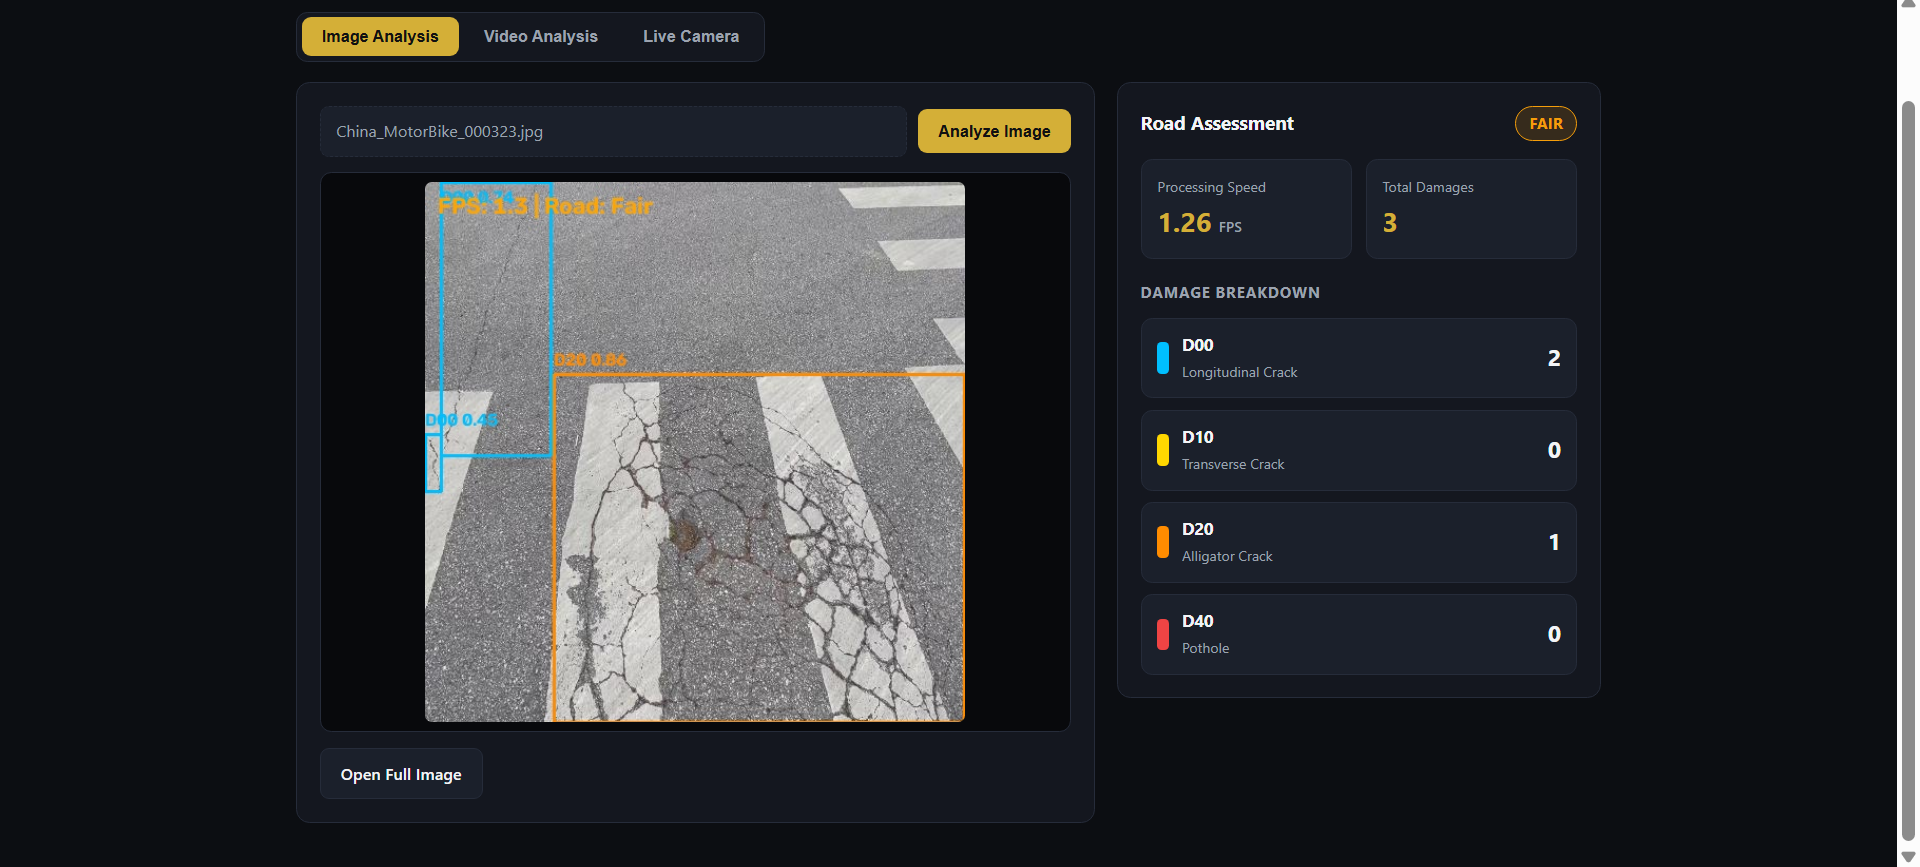 Image Analysis
Video Analysis
Live Camera
China_MotorBike_000323.jpg
Analyze Image
FPS: 1.3 | Road: Fair
D20 0.86
D00
Open Full Image
Road Assessment
FAIR
Processing Speed
1.26 FPS
Total Damages
3
DAMAGE BREAKDOWN
D00
Longitudinal Crack
2
D10
Transverse Crack
0
D20
Alligator Crack
1
D40
Pothole
0